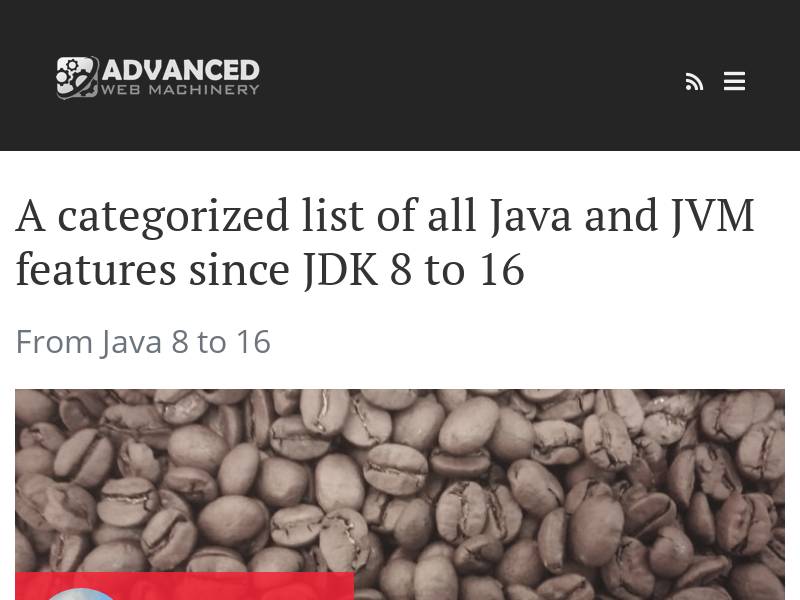 ADVANCED
WEB MACHINERY
A categorized list of all Java and JVM
features since JDK 8 to 16
From Java 8 to 16